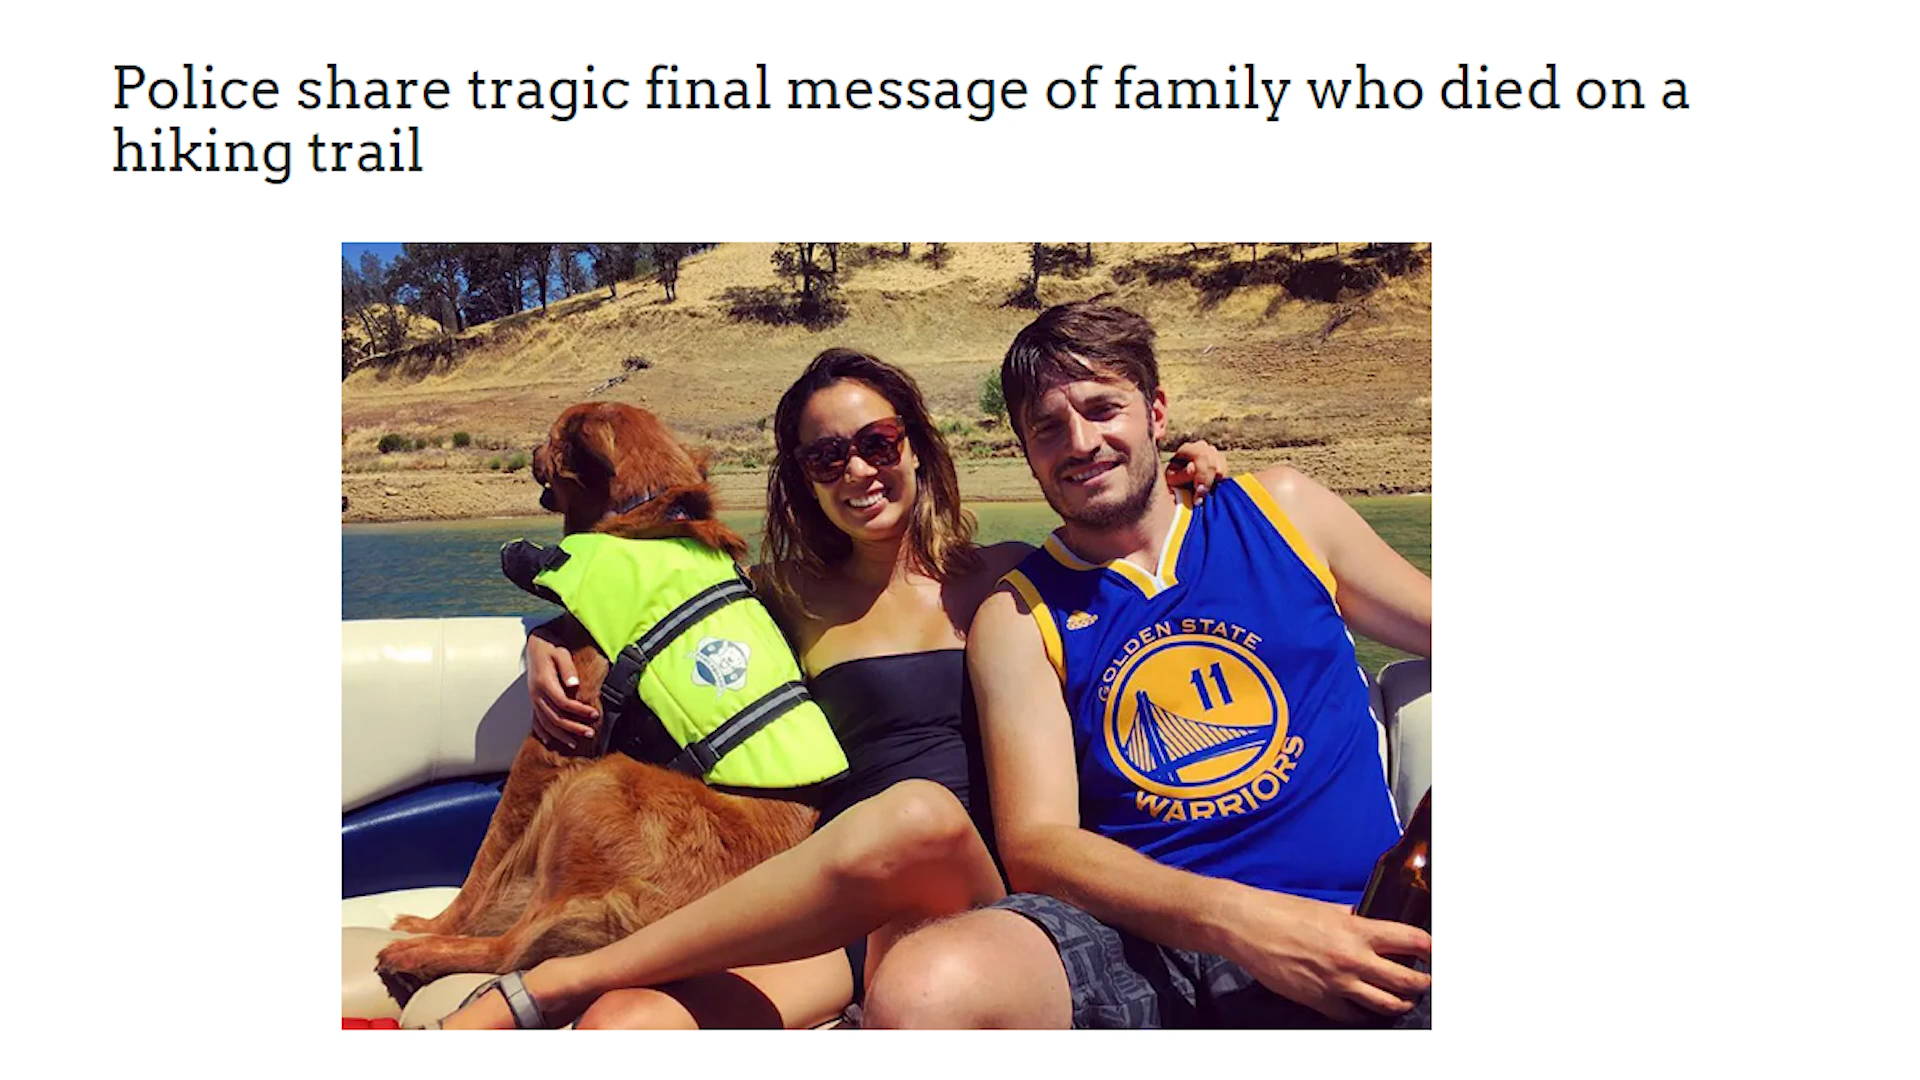 Police share tragic final message of family who died on a
hiking trail
GOLDEN STATE
11
WARRIORS